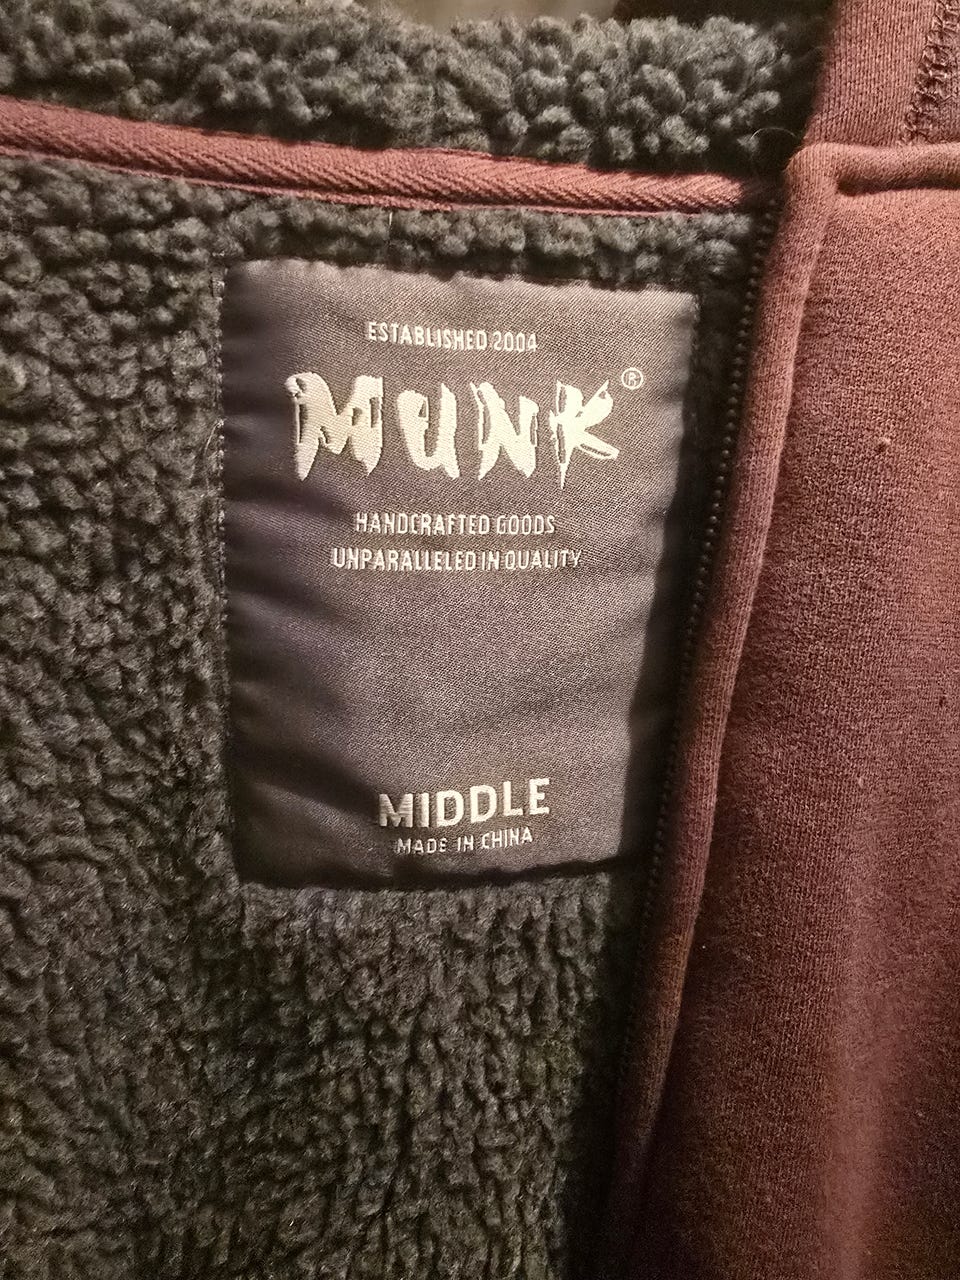 ESTABLISHED 2004
MUNK®
HANDCRAFTED GOODS
UNPARALLELED IN QUALITY
MIDDLE
MADE IN CHINA